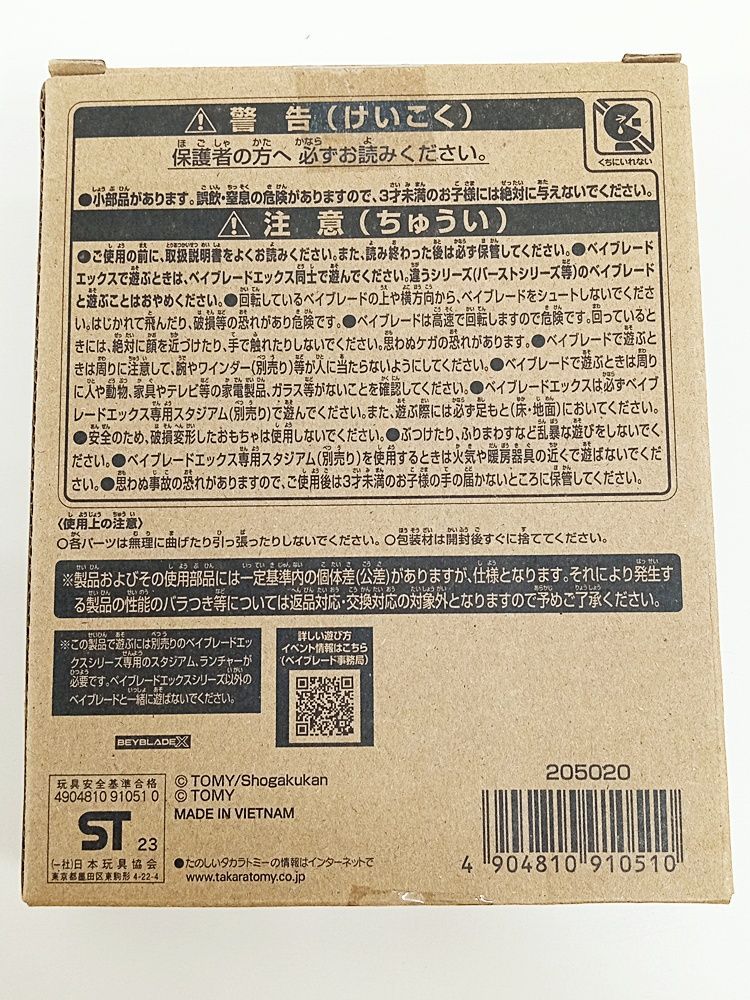 警告(けいこく)
くちにいれない
保護者の方へ 必ずお読みください。
●小部品があります。誤飲・窒息の危険がありますので、3才未満のお子様には絶対に与えないでください。
注意(ちゅうい)
●ご使用の前に、取扱説明書をよくお読みください。また、読み終わった後は必ず保管してください。●ベイブレード
エックスで遊ぶときは、ベイブレードエックス同士で遊んでください。違うシリーズ(バーストシリーズ等)のベイブレード
と遊ぶことはおやめください。●回転しているベイブレードの上や横方向から、ベイブレードをシュートしないでくださ
い。はじかれて飛んだり、破損等の恐れがあり危険です。●ベイブレードは高速で回転しますので危険です。回っていると
きには、絶対に顔を近づけたり、手で触れたりしないでください。思わぬケガの恐れがあります。●ベイブレードで遊ぶと
きは周りに注意して、腕やワインダー(別売り)等が人に当たらないようにしてください。●ベイブレードで遊ぶときは周り
に人や動物、家具やテレビ等の家電製品、ガラス等がないことを確認してください。●ベイブレードエックスは必ずベイブ
レードエックス専用スタジアム(別売り)で遊んでください。また、遊ぶ際には必ず足もと(床・地面)においてください。
●安全のため、破損変形したおもちゃは使用しないでください。●ぶつけたり、ふりまわすなど乱暴な遊びをしないでく
ださい。●ベイブレードエックス専用スタジアム(別売り)を使用するときは火気や暖房器具の近くで遊ばないでくださ
い。●思わぬ事故の恐れがありますので、ご使用後は3才未満のお子様の手の届かないところに保管してください。
〈使用上の注意〉
○各パーツは無理に曲げたり引っ張ったりしないでください。○包装材は開封後すぐに捨ててください。
※製品およびその使用部品には一定基準内の個体差(公差)がありますが、仕様となります。それにより発生す
る製品の性能のバラつき等については返品対応・交換対応の対象外となりますので予めご了承ください。
※この製品で遊ぶには別売りのベイブレードエッ
クスシリーズ専用のスタジアム、ランチャーが
必要です。ベイブレードエックスシリーズ以外の
ベイブレードと一緒に遊ばないでください。
詳しい遊び方
イベント情報はこちら
(ベイブレード事務局)
BEYBLADE X
玩具安全基準合格
4904810 91051 0
ST 23
(一社)日本玩具協会
東京都墨田区東駒形 4-22-4
© TOMY/Shogakukan
© TOMY
MADE IN VIETNAM
●たのしいタカラトミーの情報はインターネットで
www.takaratomy.co.jp
205020
4 904810 910510